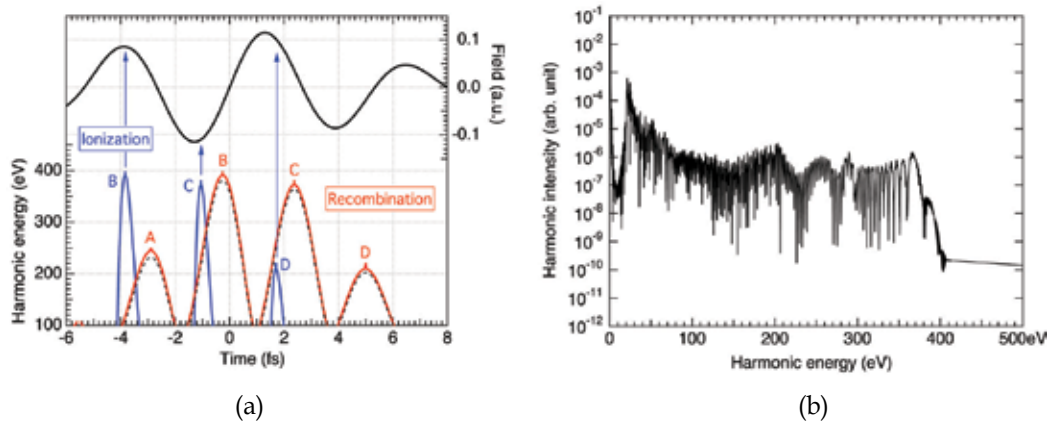 0.1
0.0
-0.1
Field (a.u.)
Ionization
Recombination
B
C
A
B
C
D
D
400
300
200
100
Harmonic energy (eV)
-6 -4 -2 0 2 4 6 8
Time (fs)
(a)
10-1
10-2
10-3
10-4
10-5
10-6
10-7
10-8
10-9
10-10
10-11
10-12
Harmonic intensity (arb. unit)
0 100 200 300 400 500eV
Harmonic energy (eV)
(b)